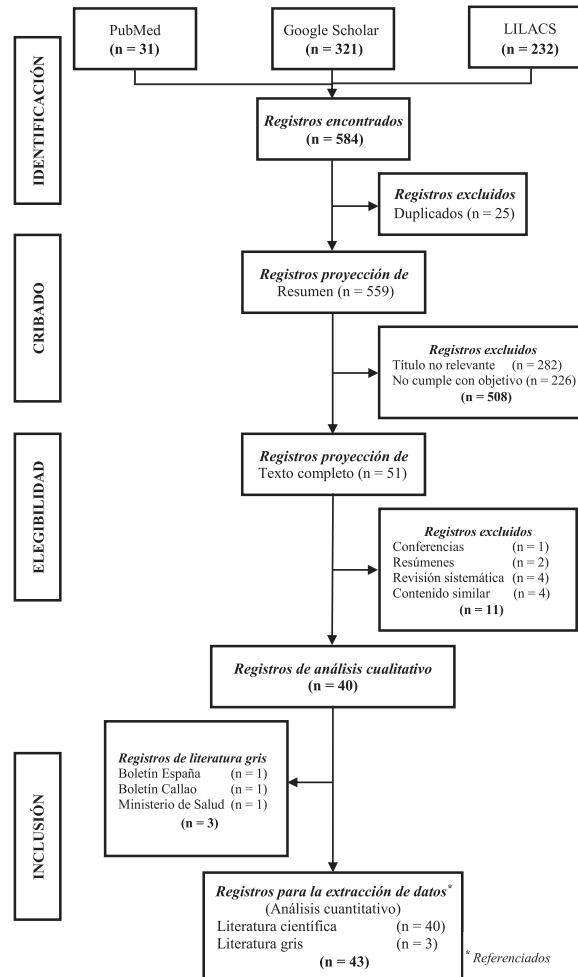 PubMed
(n = 31)
Google Scholar
(n = 321)
LILACS
(n = 232)
IDENTIFICACIÓN
Registros encontrados
(n = 584)
Registros excluidos
Duplicados (n = 25)
CRIBADO
Registros proyección de
Resumen (n = 559)
Registros excluidos
Título no relevante (n = 282)
No cumple con objetivo (n = 226)
(n = 508)
ELEGIBILIDAD
Registros proyección de
Texto completo (n = 51)
Registros excluidos
Conferencias (n = 1)
Resúmenes (n = 2)
Revisión sistemática (n = 4)
Contenido similar (n = 4)
(n = 11)
Registros de análisis cualitativo
(n = 40)
INCLUSIÓN
Registros de literatura gris
Boletín España (n = 1)
Boletín Callao (n = 1)
Ministerio de Salud (n = 1)
(n = 3)
Registros para la extracción de datos*
(Análisis cuantitativo)
Literatura científica (n = 40)
Literatura gris (n = 3)
(n = 43)
* Referenciados